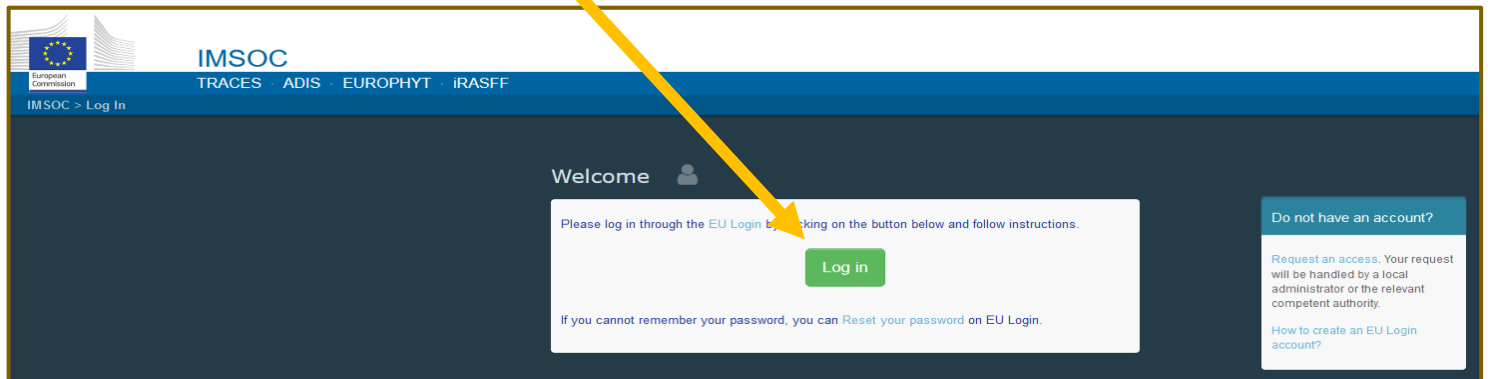 European
Commission
IMSOC
TRACES · ADIS · EUROPHYT · iRASFF
IMSOC > Log In
Welcome
Please log in through the EU Login by clicking on the button below and follow instructions.
Log in
If you cannot remember your password, you can Reset your password on EU Login.
Do not have an account?
Request an access. Your request
will be handled by a local
administrator or the relevant
competent authority.
How to create an EU Login
account?